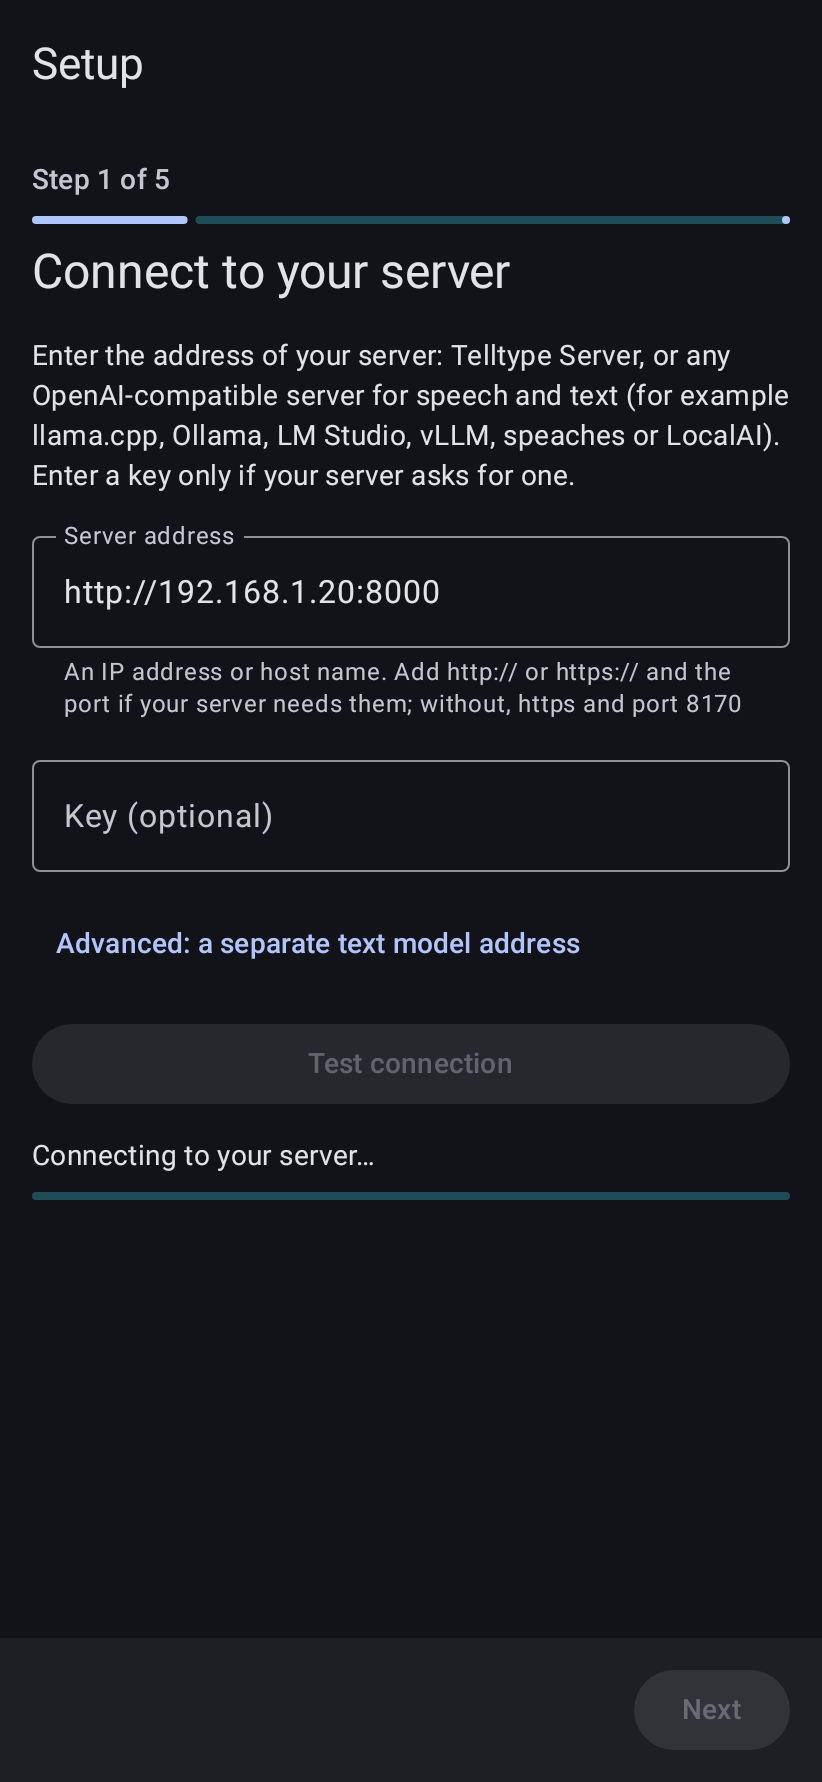 Setup
Step 1 of 5
Connect to your server
Enter the address of your server: Telltype Server, or any
OpenAI-compatible server for speech and text (for example
llama.cpp, Ollama, LM Studio, vLLM, speaches or LocalAI).
Enter a key only if your server asks for one.
Server address
http://192.168.1.20:8000
An IP address or host name. Add http:// or https:// and the
port if your server needs them; without, https and port 8170
Key (optional)
Advanced: a separate text model address
Test connection
Connecting to your server…
Next